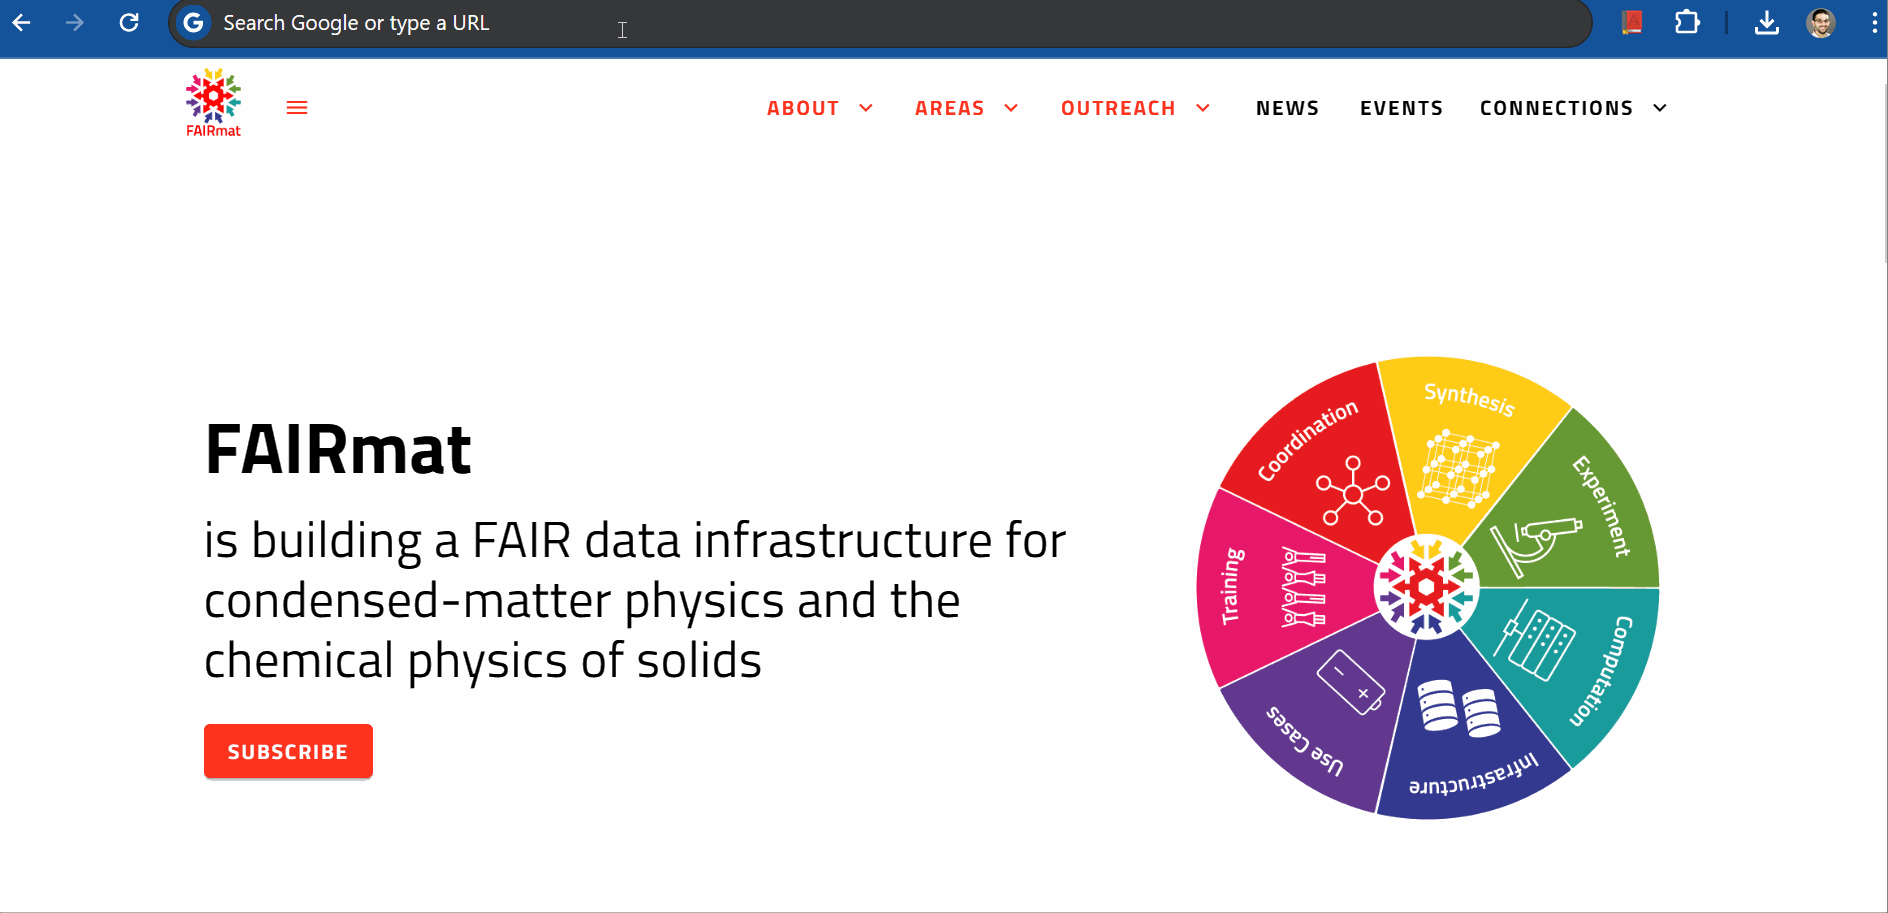 Search Google or type a URL
FAIRmat
ABOUT
AREAS
OUTREACH
NEWS
EVENTS
CONNECTIONS
FAIRmat
is building a FAIR data infrastructure for
condensed-matter physics and the
chemical physics of solids
SUBSCRIBE
Synthesis
Experiment
Computation
Infrastructure
Use Cases
Training
Coordination